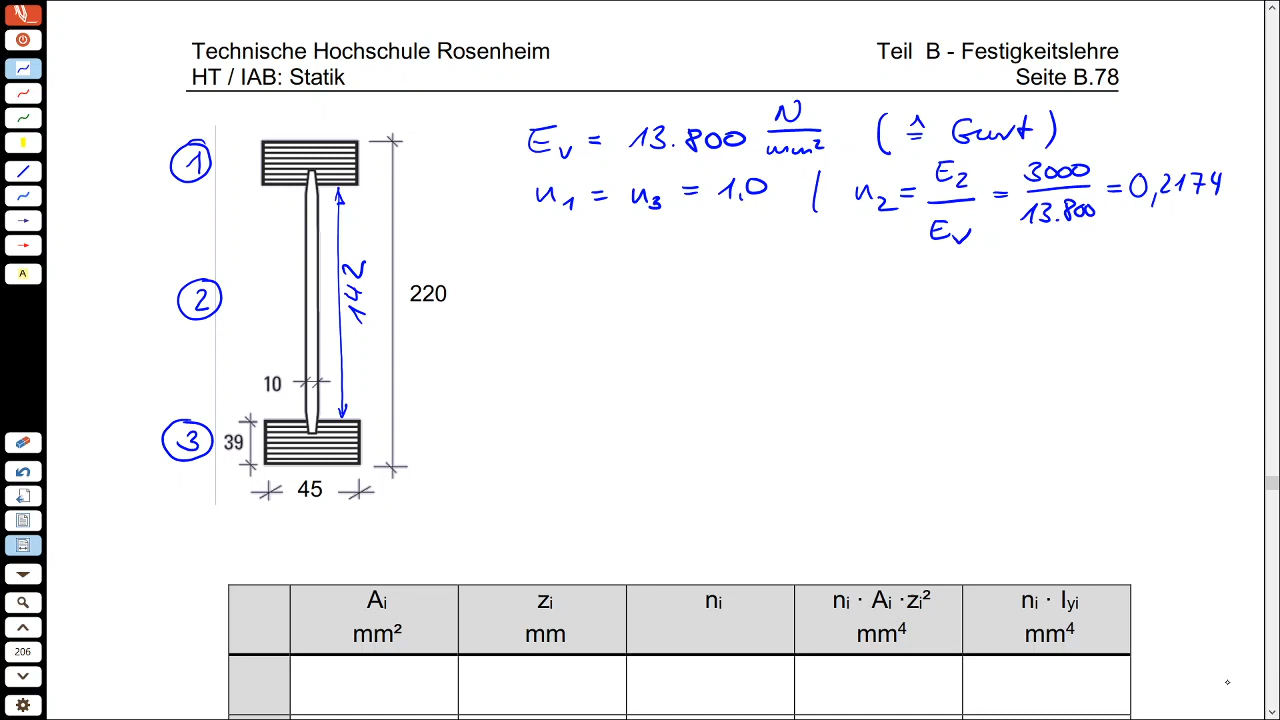 Technische Hochschule Rosenheim
HT / IAB: Statik
Teil B - Festigkeitslehre
Seite B.78
E_v = 13.800 N/mm² (≙ Gurt)
n₁ = n₃ = 1,0 | n₂ = E₂/E_v = 3000/13.800 = 0,2174
1
2
3
142
220
10
39
45
Ai mm²
zi mm
ni
ni · Ai ·zi² mm⁴
ni · Iyi mm⁴
A
206